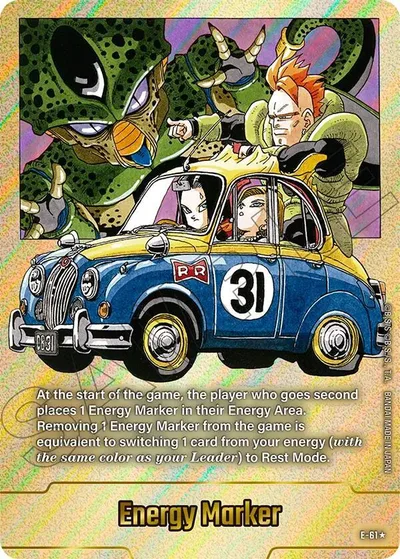 RR
31
DB·31
At the start of the game, the player who goes second
places 1 Energy Marker in their Energy Area.
Removing 1 Energy Marker from the game is
equivalent to switching 1 card from your energy (with
the same color as your Leader) to Rest Mode.
Energy Marker
BANDAI MADE IN JAPAN
E-61★